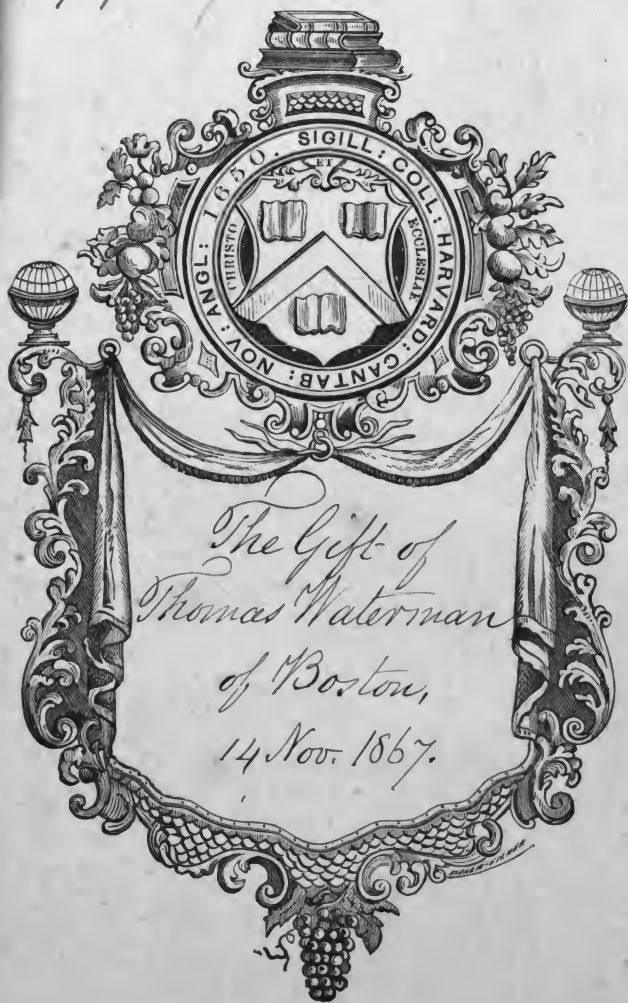 SIGILL: COLL: HARVARD: CANTAB: NOV: ANGL: 1650.
ET
CHRISTO
ECCLESIAE
The Gift of
Thomas Waterman
of Boston,
14 Nov. 1867.